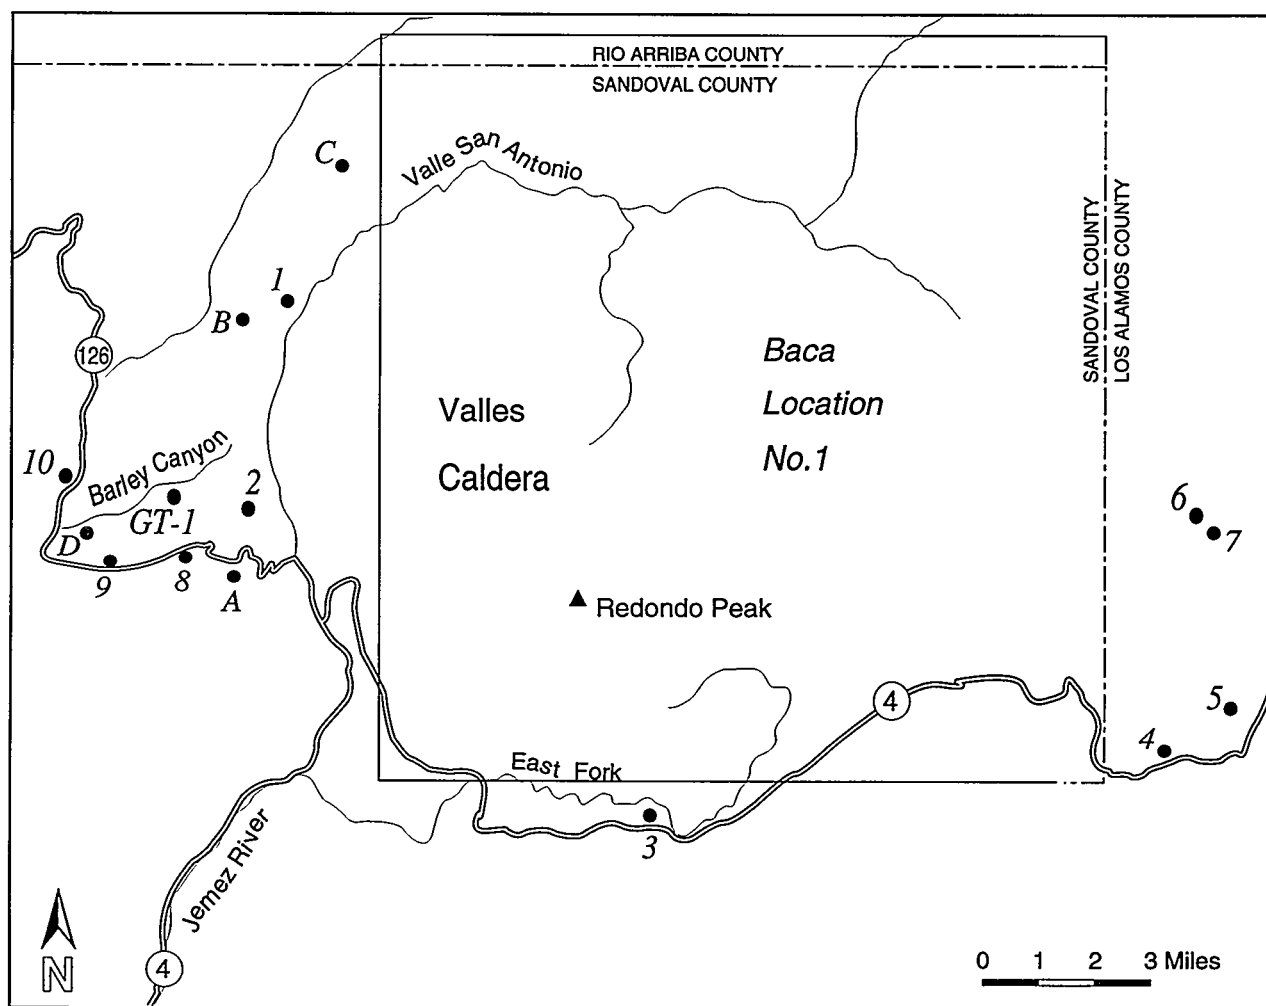 RIO ARRIBA COUNTY
SANDOVAL COUNTY
C
Valle San Antonio
SANDOVAL COUNTY
LOS ALAMOS COUNTY
1
B
126
Baca
Location
No.1
Valles
Caldera
10
Barley Canyon
2
GT-1
6
7
D
9
8
A
Redondo Peak
4
5
4
East Fork
3
Jemez River
N
4
0 1 2 3 Miles